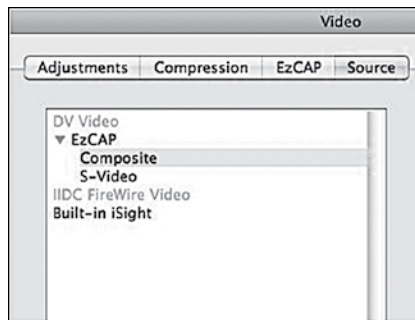 Video
Adjustments Compression EzCAP Source
DV Video
▼ EzCAP
Composite
S-Video
IIDC FireWire Video
Built-in iSight